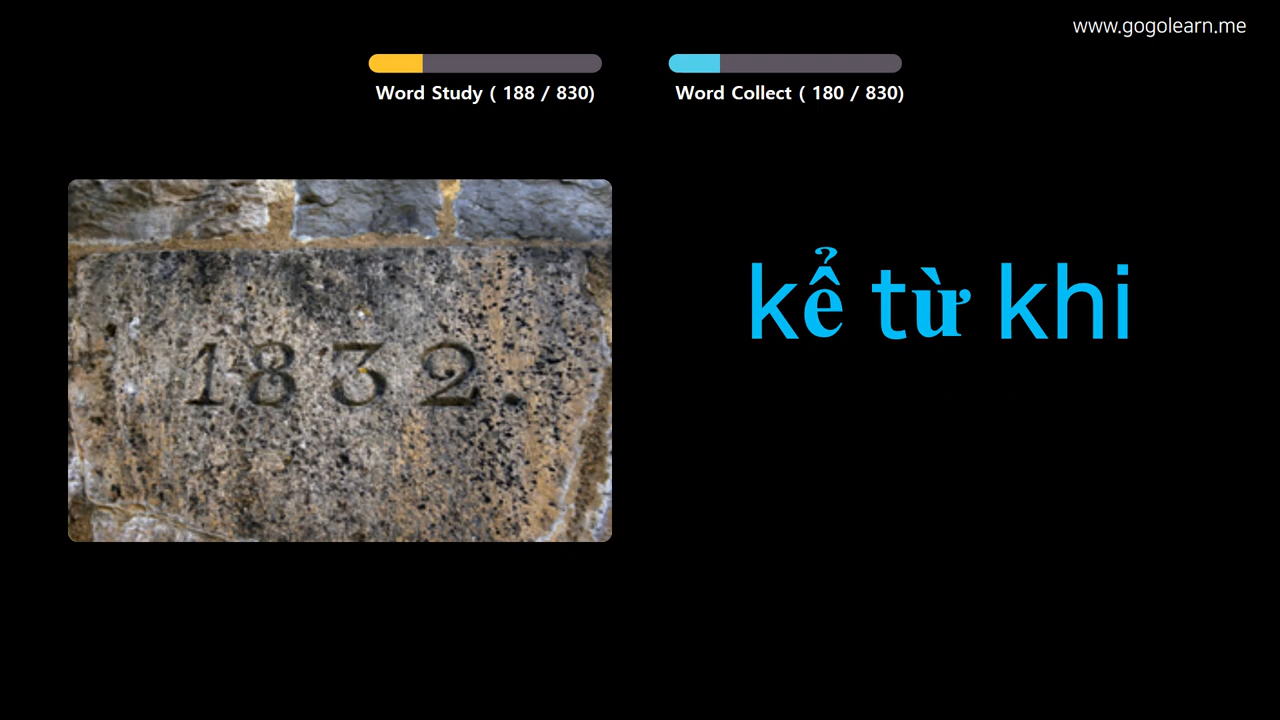 www.gogolearn.me
Word Study ( 188 / 830)
Word Collect ( 180 / 830)
kể từ khi
1832.